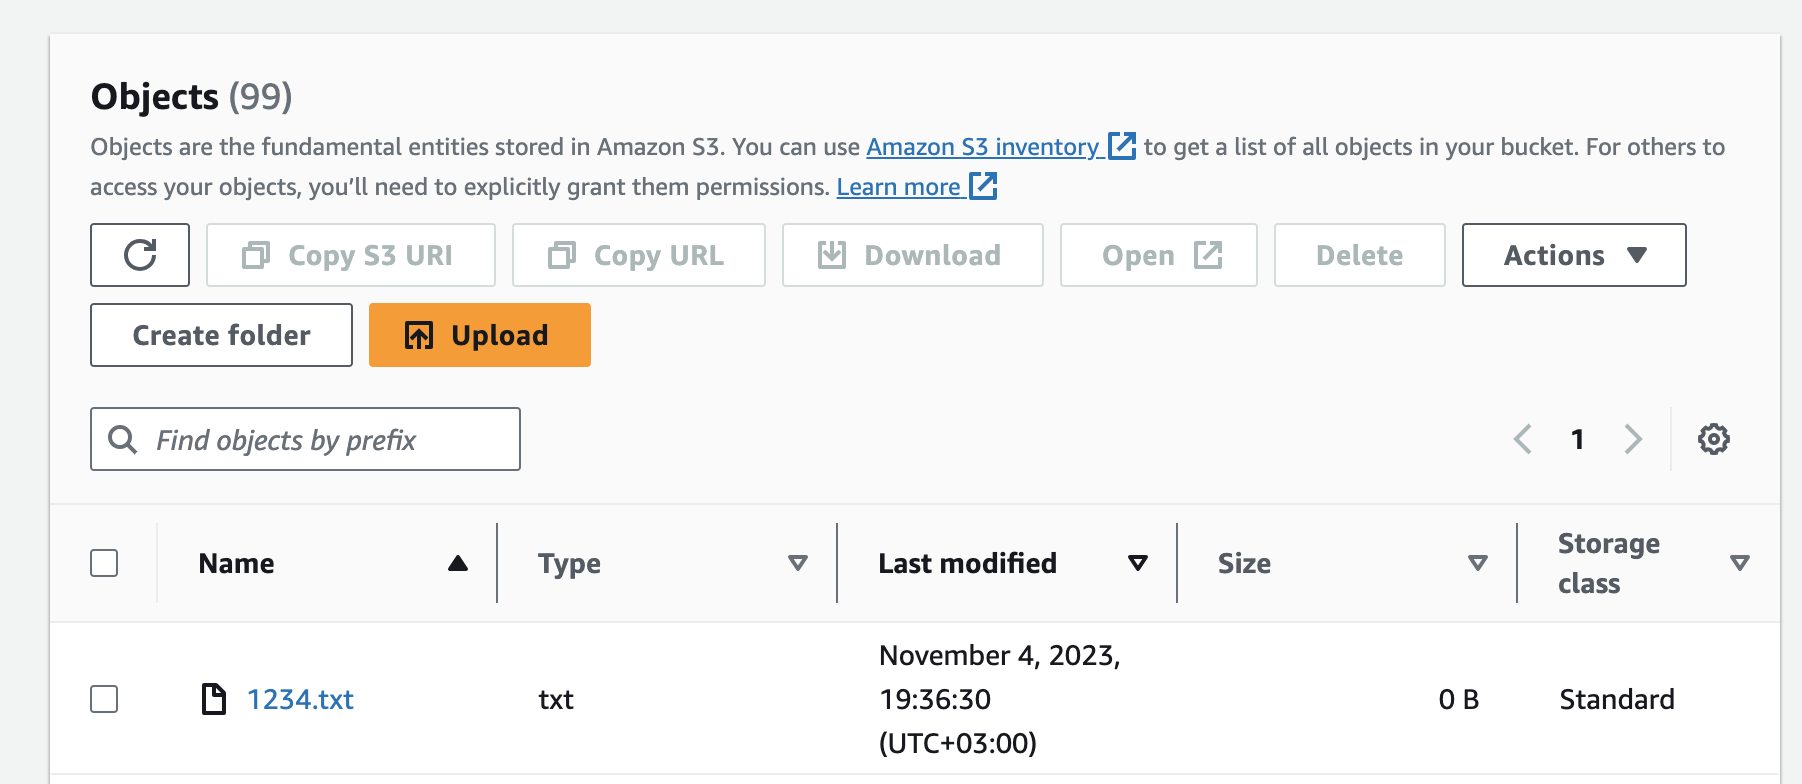 Objects (99)
Objects are the fundamental entities stored in Amazon S3. You can use Amazon S3 inventory to get a list of all objects in your bucket. For others to
access your objects, you’ll need to explicitly grant them permissions. Learn more
Copy S3 URI Copy URL Download Open Delete Actions
Create folder Upload
Find objects by prefix 1
Name Type Last modified Size Storage class
1234.txt txt November 4, 2023, 19:36:30 (UTC+03:00) 0 B Standard